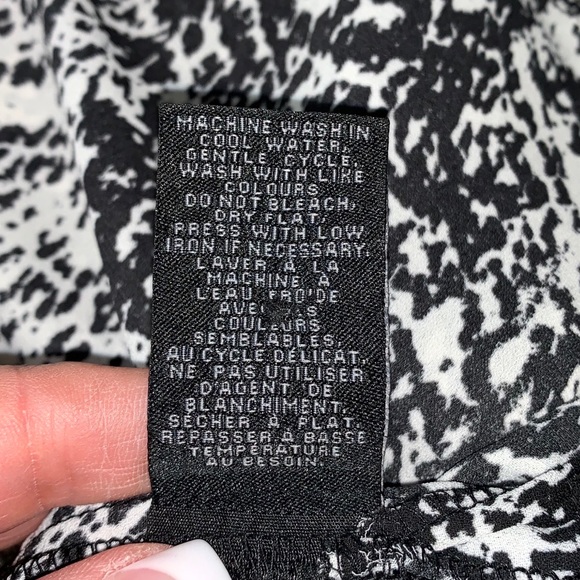 MACHINE WASH IN
COOL WATER,
GENTLE CYCLE.
WASH WITH LIKE
COLOURS
DO NOT BLEACH,
DRY FLAT,
PRESS WITH LOW
IRON IF NECESSARY.
LAVER À LA
MACHINE À
L'EAU FROIDE
AVEC LES
COULEURS
SEMBLABLES,
AU CYCLE DÉLICAT.
NE PAS UTILISER
D'AGENT DE
BLANCHIMENT.
SÉCHER À PLAT.
REPASSER À BASSE
TEMPÉRATURE
AU BESOIN.